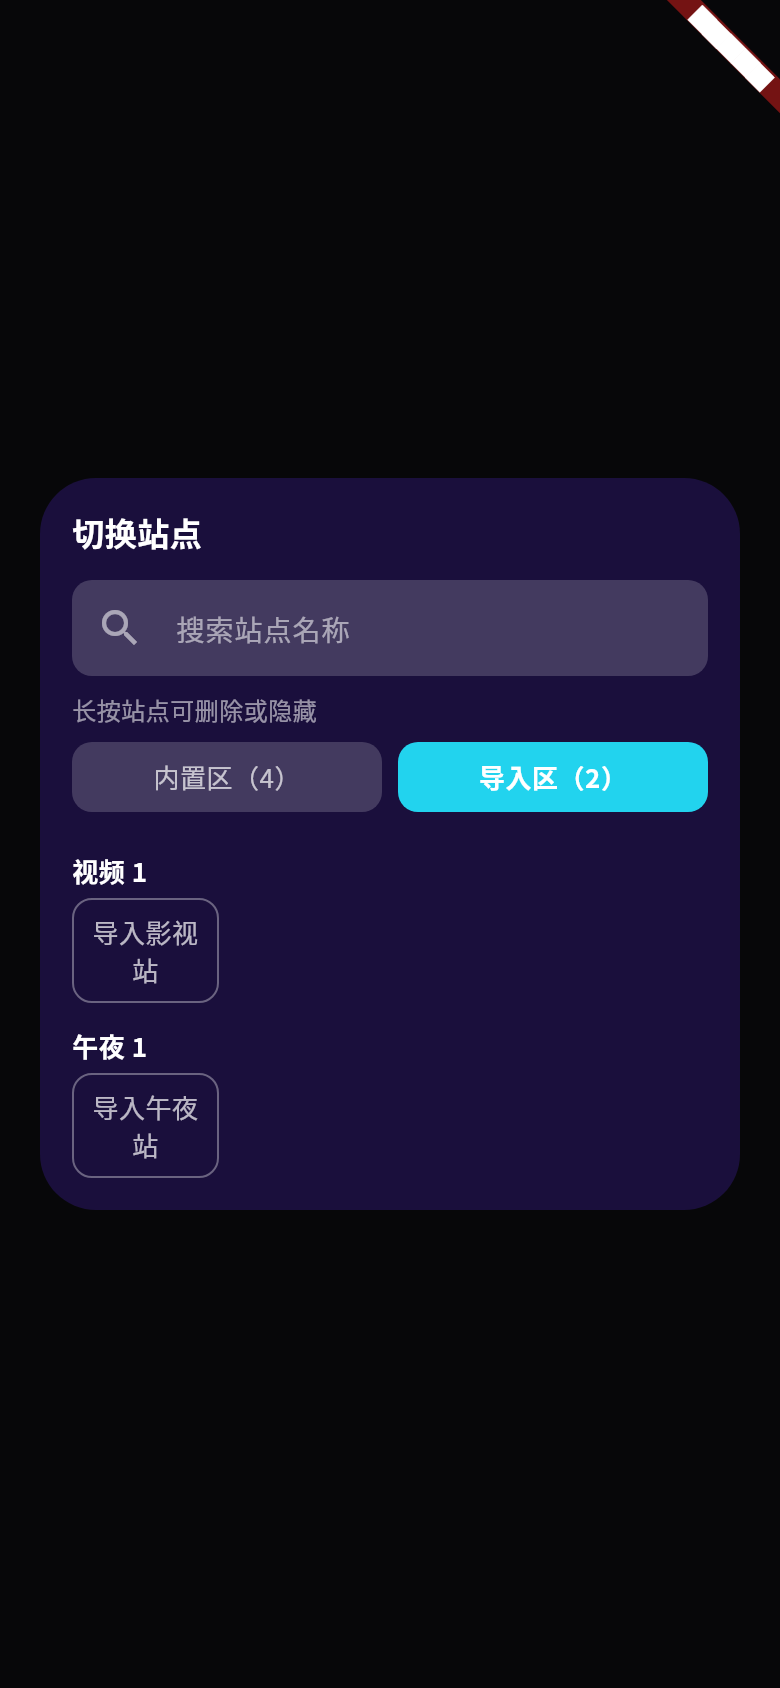 切换站点
搜索站点名称
长按站点可删除或隐藏
内置区（4）
导入区（2）
视频 1
导入影视
站
午夜 1
导入午夜
站